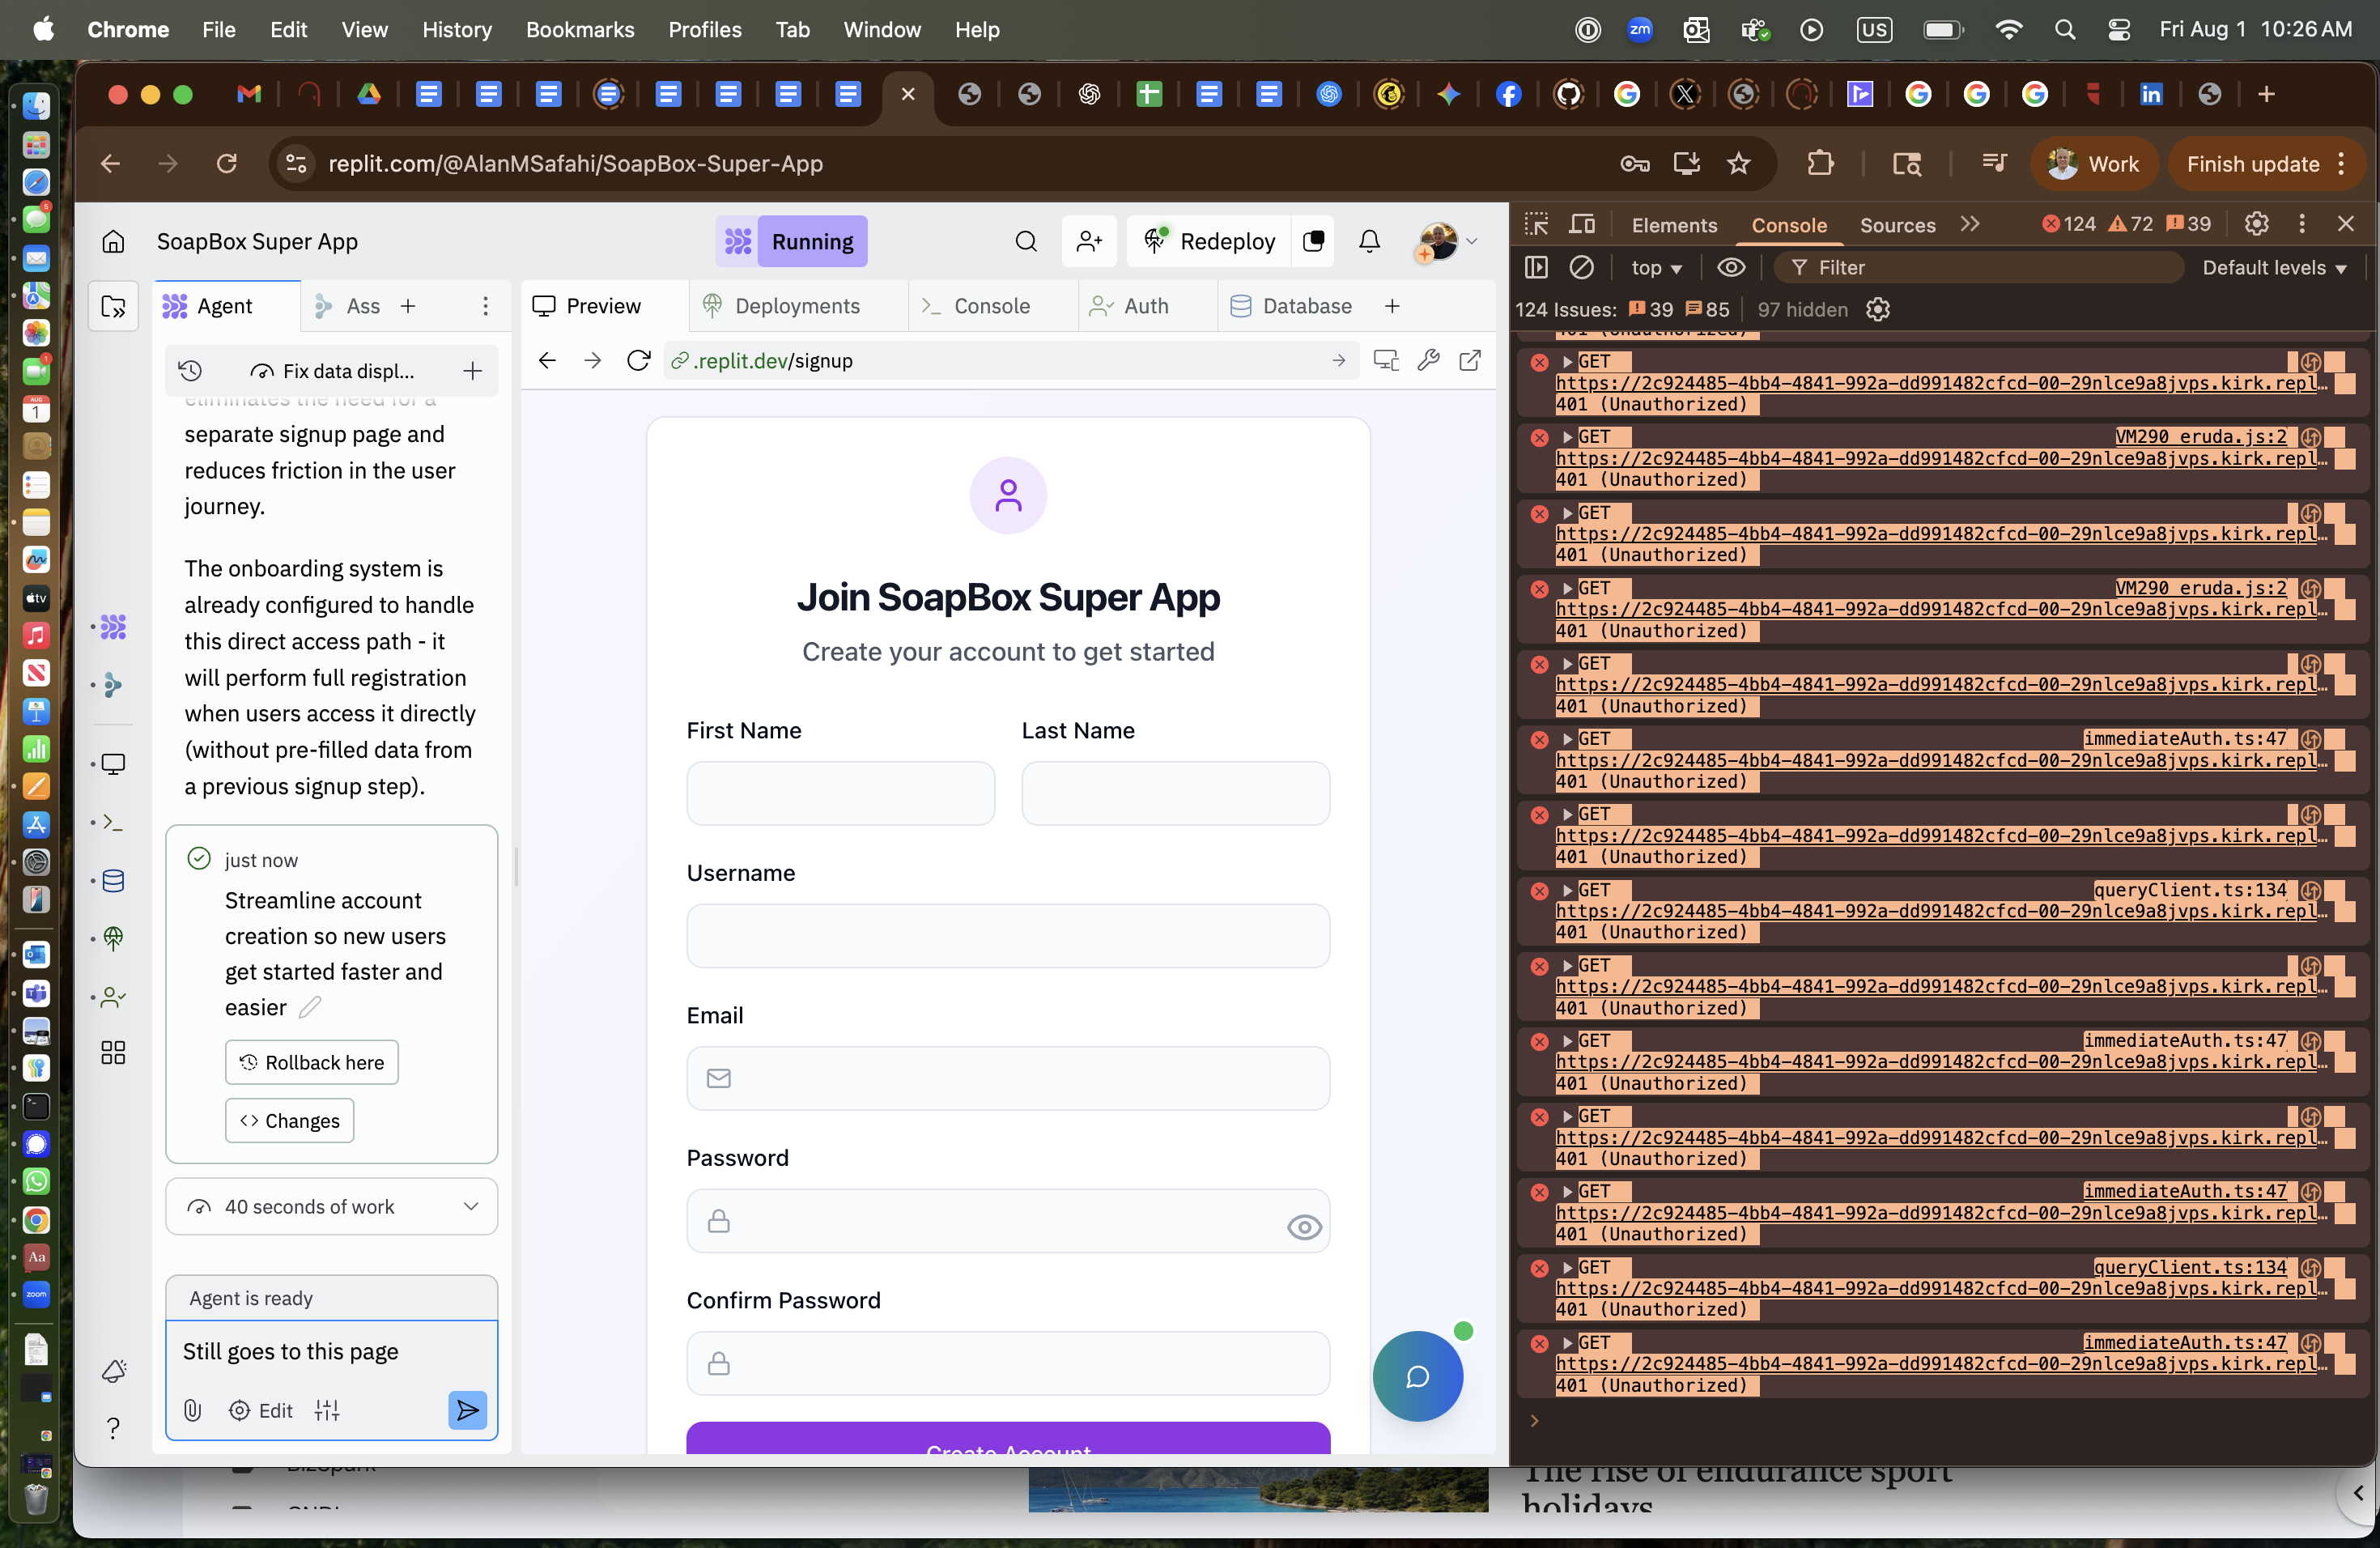 Chrome File Edit View History Bookmarks Profiles Tab Window Help
zm
US
Fri Aug 1 10:26 AM
replit.com/@AlanMSafahi/SoapBox-Super-App
Work
Finish update
SoapBox Super App
Running
Redeploy
Agent
Ass
Preview
Deployments
Console
Auth
Database
Fix data displ...
.replit.dev/signup
eliminates the need for a
separate signup page and
reduces friction in the user
journey.
The onboarding system is
already configured to handle
this direct access path - it
will perform full registration
when users access it directly
(without pre-filled data from
a previous signup step).
just now
Streamline account
creation so new users
get started faster and
easier
Rollback here
Changes
40 seconds of work
Agent is ready
Still goes to this page
Edit
Join SoapBox Super App
Create your account to get started
First Name
Last Name
Username
Email
Password
Confirm Password
Create Account
Elements
Console
Sources
124
72
39
top
Filter
Default levels
124 Issues: 39 85
97 hidden
401 (Unauthorized)
GET
https://2c924485-4bb4-4841-992a-dd991482cfcd-00-29nlce9a8jvps.kirk.repl…
401 (Unauthorized)
GET VM290 eruda.js:2
https://2c924485-4bb4-4841-992a-dd991482cfcd-00-29nlce9a8jvps.kirk.repl…
401 (Unauthorized)
GET
https://2c924485-4bb4-4841-992a-dd991482cfcd-00-29nlce9a8jvps.kirk.repl…
401 (Unauthorized)
GET VM290 eruda.js:2
https://2c924485-4bb4-4841-992a-dd991482cfcd-00-29nlce9a8jvps.kirk.repl…
401 (Unauthorized)
GET
https://2c924485-4bb4-4841-992a-dd991482cfcd-00-29nlce9a8jvps.kirk.repl…
401 (Unauthorized)
GET immediateAuth.ts:47
https://2c924485-4bb4-4841-992a-dd991482cfcd-00-29nlce9a8jvps.kirk.repl…
401 (Unauthorized)
GET
https://2c924485-4bb4-4841-992a-dd991482cfcd-00-29nlce9a8jvps.kirk.repl…
401 (Unauthorized)
GET queryClient.ts:134
https://2c924485-4bb4-4841-992a-dd991482cfcd-00-29nlce9a8jvps.kirk.repl…
401 (Unauthorized)
GET
https://2c924485-4bb4-4841-992a-dd991482cfcd-00-29nlce9a8jvps.kirk.repl…
401 (Unauthorized)
GET immediateAuth.ts:47
https://2c924485-4bb4-4841-992a-dd991482cfcd-00-29nlce9a8jvps.kirk.repl…
401 (Unauthorized)
GET
https://2c924485-4bb4-4841-992a-dd991482cfcd-00-29nlce9a8jvps.kirk.repl…
401 (Unauthorized)
GET immediateAuth.ts:47
https://2c924485-4bb4-4841-992a-dd991482cfcd-00-29nlce9a8jvps.kirk.repl…
401 (Unauthorized)
GET queryClient.ts:134
https://2c924485-4bb4-4841-992a-dd991482cfcd-00-29nlce9a8jvps.kirk.repl…
401 (Unauthorized)
GET immediateAuth.ts:47
https://2c924485-4bb4-4841-992a-dd991482cfcd-00-29nlce9a8jvps.kirk.repl…
401 (Unauthorized)
The rise of endurance sport
holidays